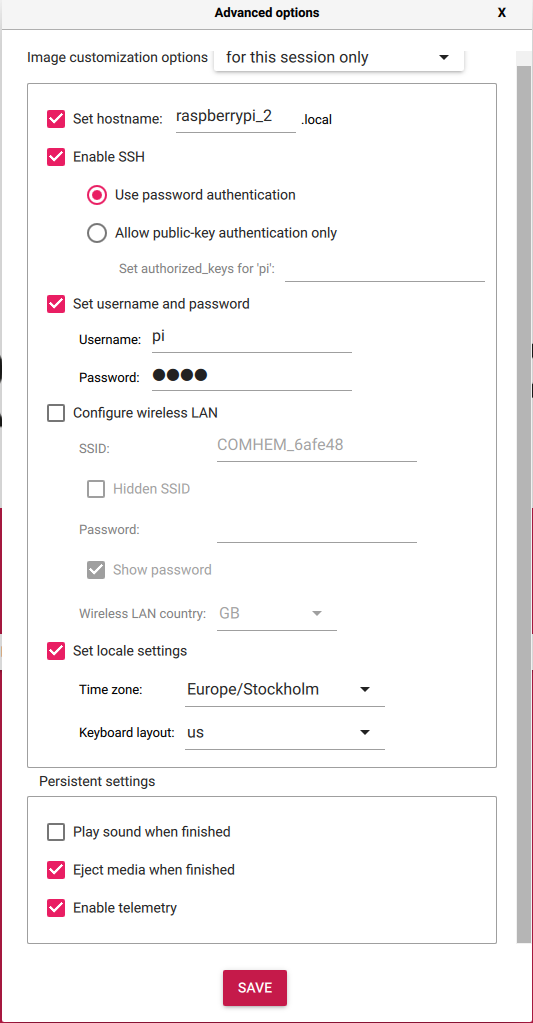 Advanced options X
Image customization options for this session only
Set hostname: raspberrypi_2 .local
Enable SSH
Use password authentication
Allow public-key authentication only
Set authorized_keys for 'pi':
Set username and password
Username: pi
Password: ●●●●
Configure wireless LAN
SSID: COMHEM_6afe48
Hidden SSID
Password:
Show password
Wireless LAN country: GB
Set locale settings
Time zone: Europe/Stockholm
Keyboard layout: us
Persistent settings
Play sound when finished
Eject media when finished
Enable telemetry
SAVE